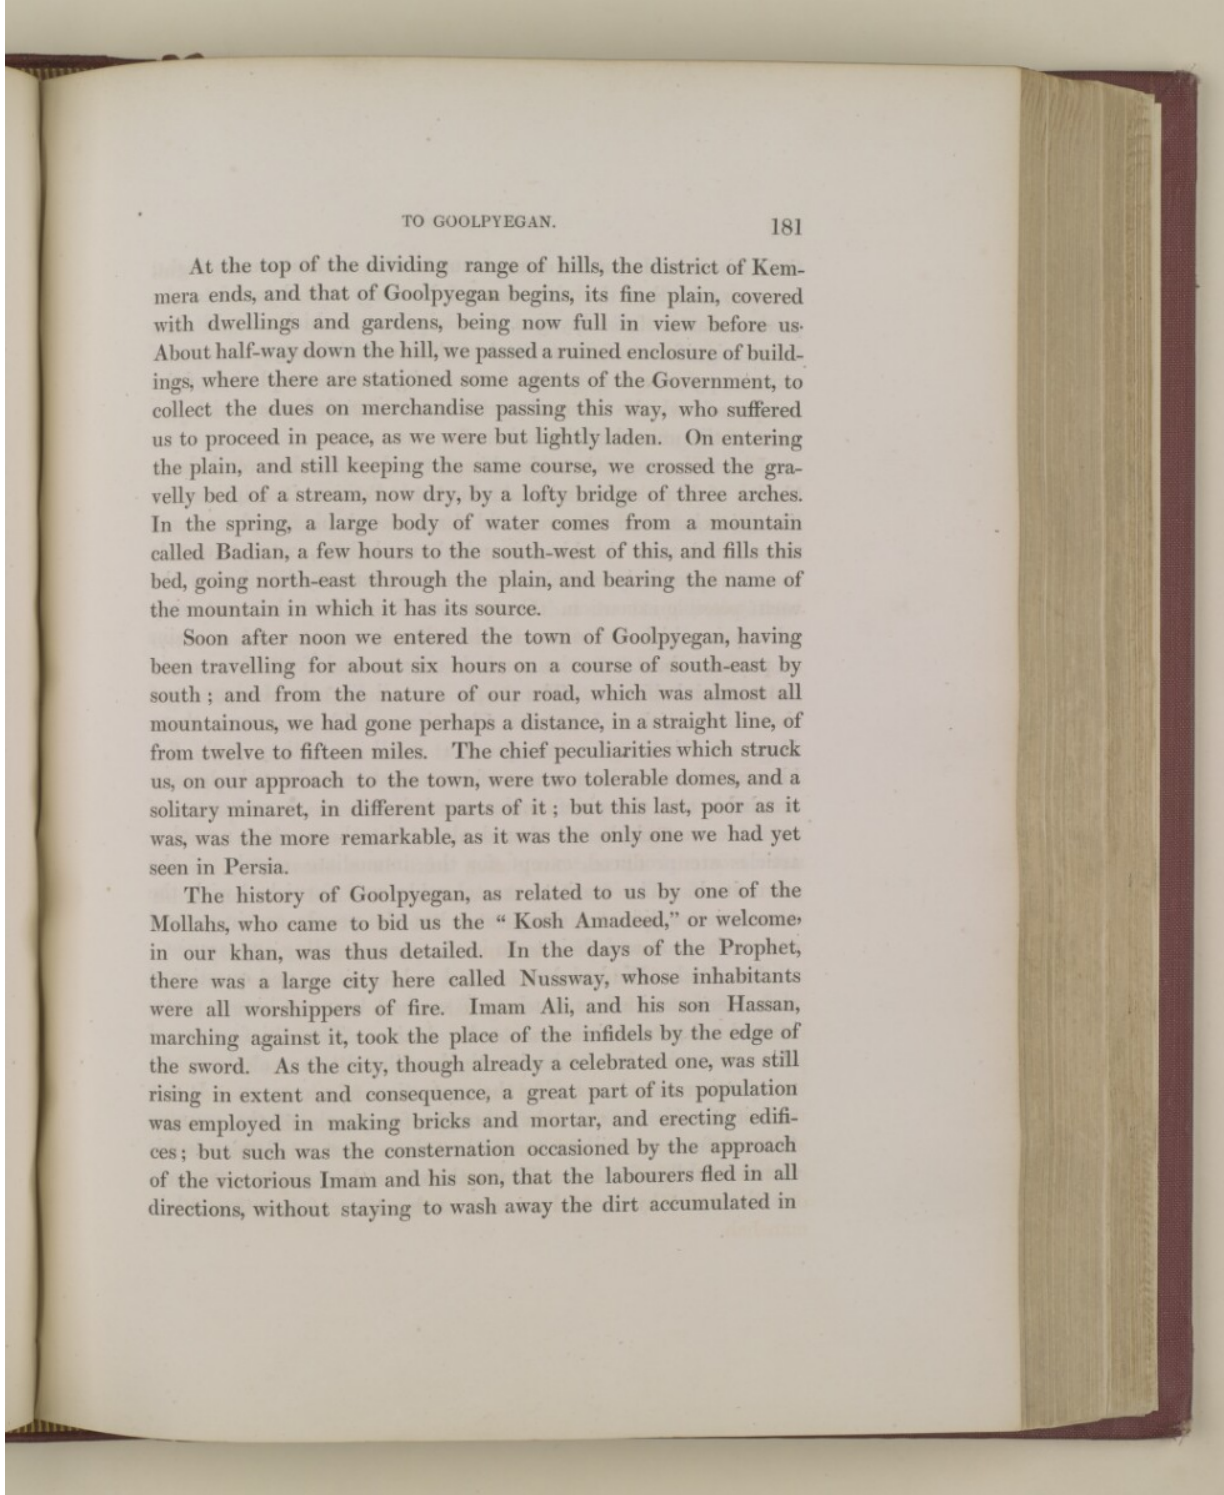 TO GOOLPYEGAN. 181
At the top of the dividing range of hills, the district of Kem-
mera ends, and that of Goolpyegan begins, its fine plain, covered
with dwellings and gardens, being now full in view before us.
About half-way down the hill, we passed a ruined enclosure of build-
ings, where there are stationed some agents of the Government, to
collect the dues on merchandise passing this way, who suffered
us to proceed in peace, as we were but lightly laden. On entering
the plain, and still keeping the same course, we crossed the gra-
velly bed of a stream, now dry, by a lofty bridge of three arches.
In the spring, a large body of water comes from a mountain
called Badian, a few hours to the south-west of this, and fills this
bed, going north-east through the plain, and bearing the name of
the mountain in which it has its source.
Soon after noon we entered the town of Goolpyegan, having
been travelling for about six hours on a course of south-east by
south ; and from the nature of our road, which was almost all
mountainous, we had gone perhaps a distance, in a straight line, of
from twelve to fifteen miles. The chief peculiarities which struck
us, on our approach to the town, were two tolerable domes, and a
solitary minaret, in different parts of it ; but this last, poor as it
was, was the more remarkable, as it was the only one we had yet
seen in Persia.
The history of Goolpyegan, as related to us by one of the
Mollahs, who came to bid us the “ Kosh Amadeed,” or welcome,
in our khan, was thus detailed. In the days of the Prophet,
there was a large city here called Nussway, whose inhabitants
were all worshippers of fire. Imam Ali, and his son Hassan,
marching against it, took the place of the infidels by the edge of
the sword. As the city, though already a celebrated one, was still
rising in extent and consequence, a great part of its population
was employed in making bricks and mortar, and erecting edifi-
ces ; but such was the consternation occasioned by the approach
of the victorious Imam and his son, that the labourers fled in all
directions, without staying to wash away the dirt accumulated in